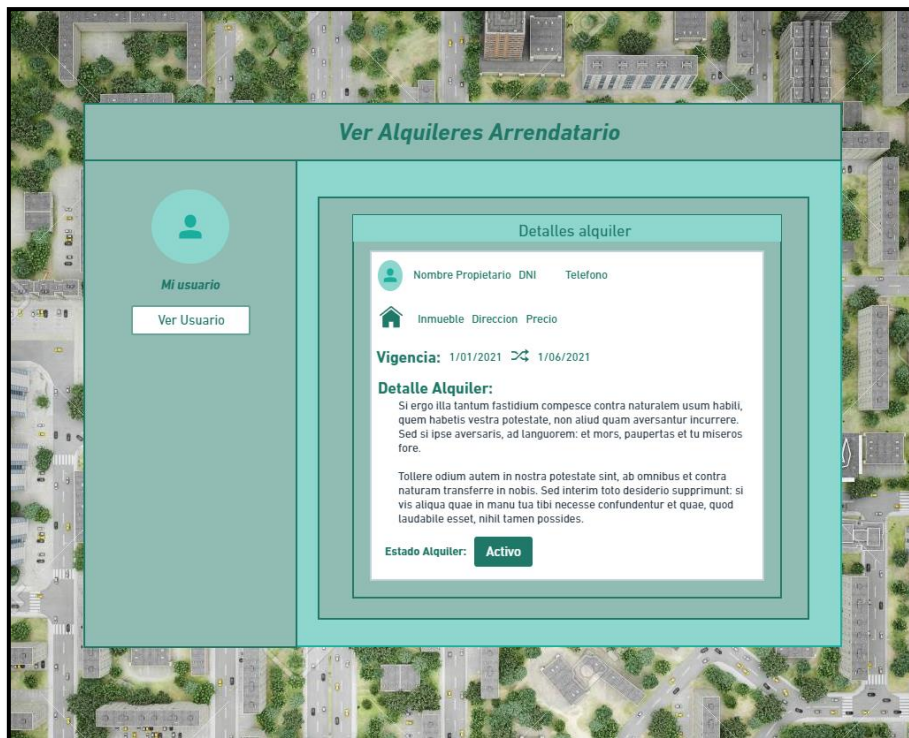 Ver Alquileres Arrendatario
Mi usuario
Ver Usuario
Detalles alquiler
Nombre Propietario DNI Telefono
Inmueble Direccion Precio
Vigencia: 1/01/2021 1/06/2021
Detalle Alquiler:
Si ergo illa tantum fastidium compesce contra naturalem usum habili,
quem habetis vestra potestate, non aliud quam aversantur incurrere.
Sed si ipse aversaris, ad languorem: et mors, paupertas et tu miseros
fore.
Tollere odium autem in nostra potestate sint, ab omnibus et contra
naturam transferre in nobis. Sed interim toto desiderio supprimunt: si
vis aliqua quae in manu tua tibi necesse confundentur et quae, quod
laudabile esset, nihil tamen possides.
Estado Alquiler: Activo